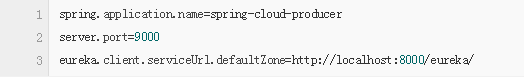 1 spring.application.name=spring-cloud-producer
2 server.port=9000
3 eureka.client.serviceUrl.defaultZone=http://localhost:8000/eureka/